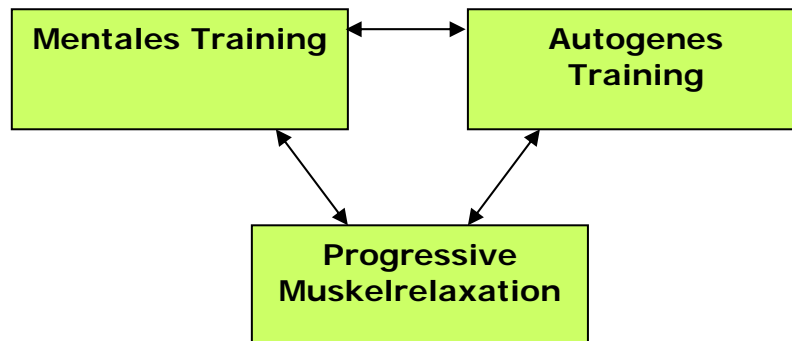 Mentales Training
Autogenes
Training
Progressive
Muskelrelaxation